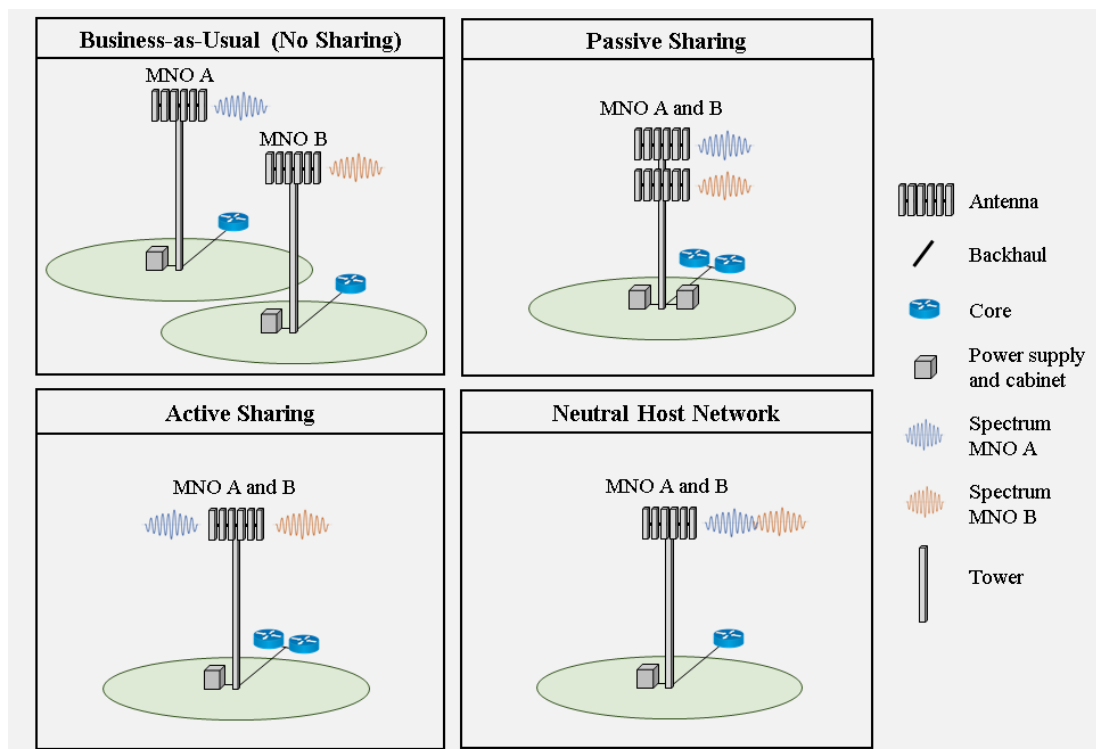 Business-as-Usual (No Sharing)
MNO A
MNO B
Passive Sharing
MNO A and B
Active Sharing
MNO A and B
Neutral Host Network
MNO A and B
Antenna
Backhaul
Core
Power supply
and cabinet
Spectrum
MNO A
Spectrum
MNO B
Tower